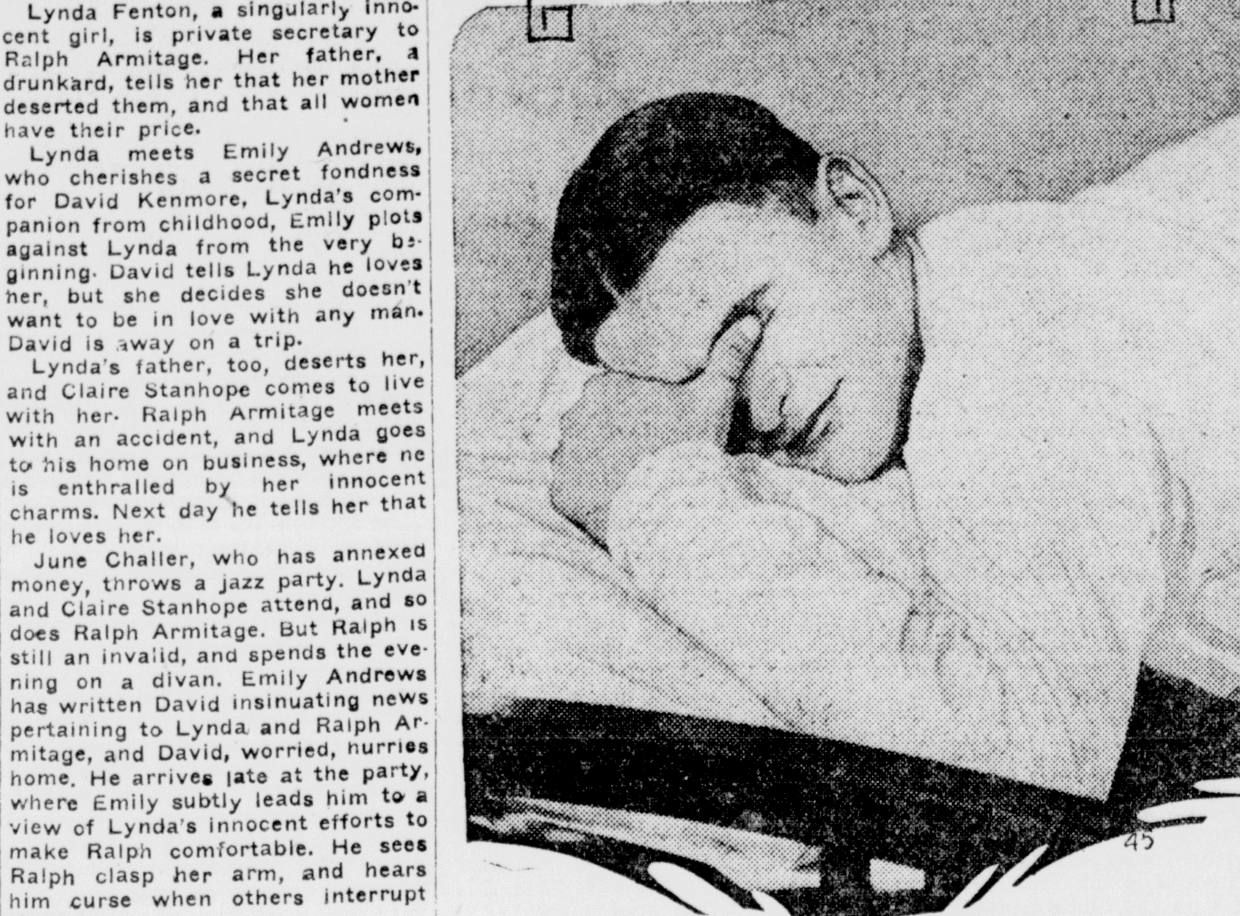 Lynda Fenton, a singularly inno-
cent girl, is private secretary to
Ralph Armitage. Her father, a
drunkard, tells her that her mother
deserted them, and that all women
have their price.
Lynda meets Emily Andrews,
who cherishes a secret fondness
for David Kenmore, Lynda's com-
panion from childhood, Emily plots
against Lynda from the very be-
ginning. David tells Lynda he loves
her, but she decides she doesn't
want to be in love with any man.
David is away on a trip.
Lynda's father, too, deserts her,
and Claire Stanhope comes to live
with her. Ralph Armitage meets
with an accident, and Lynda goes
to his home on business, where he
is enthralled by her innocent
charms. Next day he tells her that
he loves her.
June Challer, who has annexed
money, throws a jazz party. Lynda
and Claire Stanhope attend, and so
does Ralph Armitage. But Ralph is
still an invalid, and spends the eve-
ning on a divan. Emily Andrews
has written David insinuating news
pertaining to Lynda and Ralph Ar-
mitage, and David, worried, hurries
home. He arrives late at the party,
where Emily subtly leads him to a
view of Lynda's innocent efforts to
make Ralph comfortable. He sees
Ralph clasp her arm, and hears
him curse when others interrupt
45